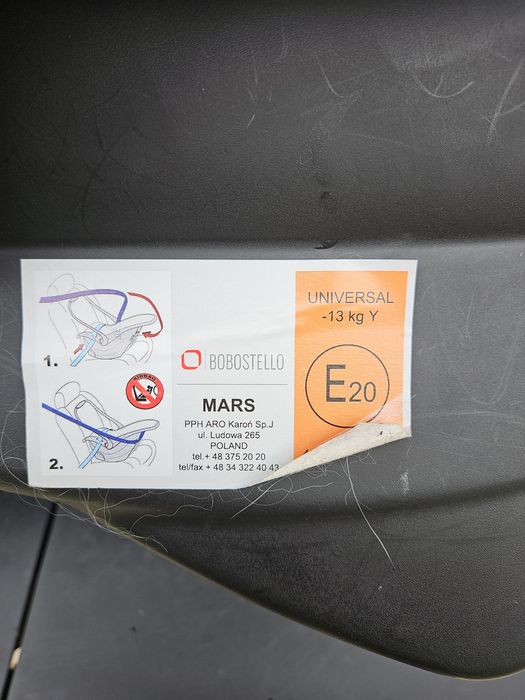 1.
AIRBAG
2.
BOBOSTELLO
MARS
PPH ARO Karoń Sp.J
ul. Ludowa 265
POLAND
tel.+ 48 375 20 20
tel/fax + 48 34 322 40 43
UNIVERSAL
-13 kg Y
E20